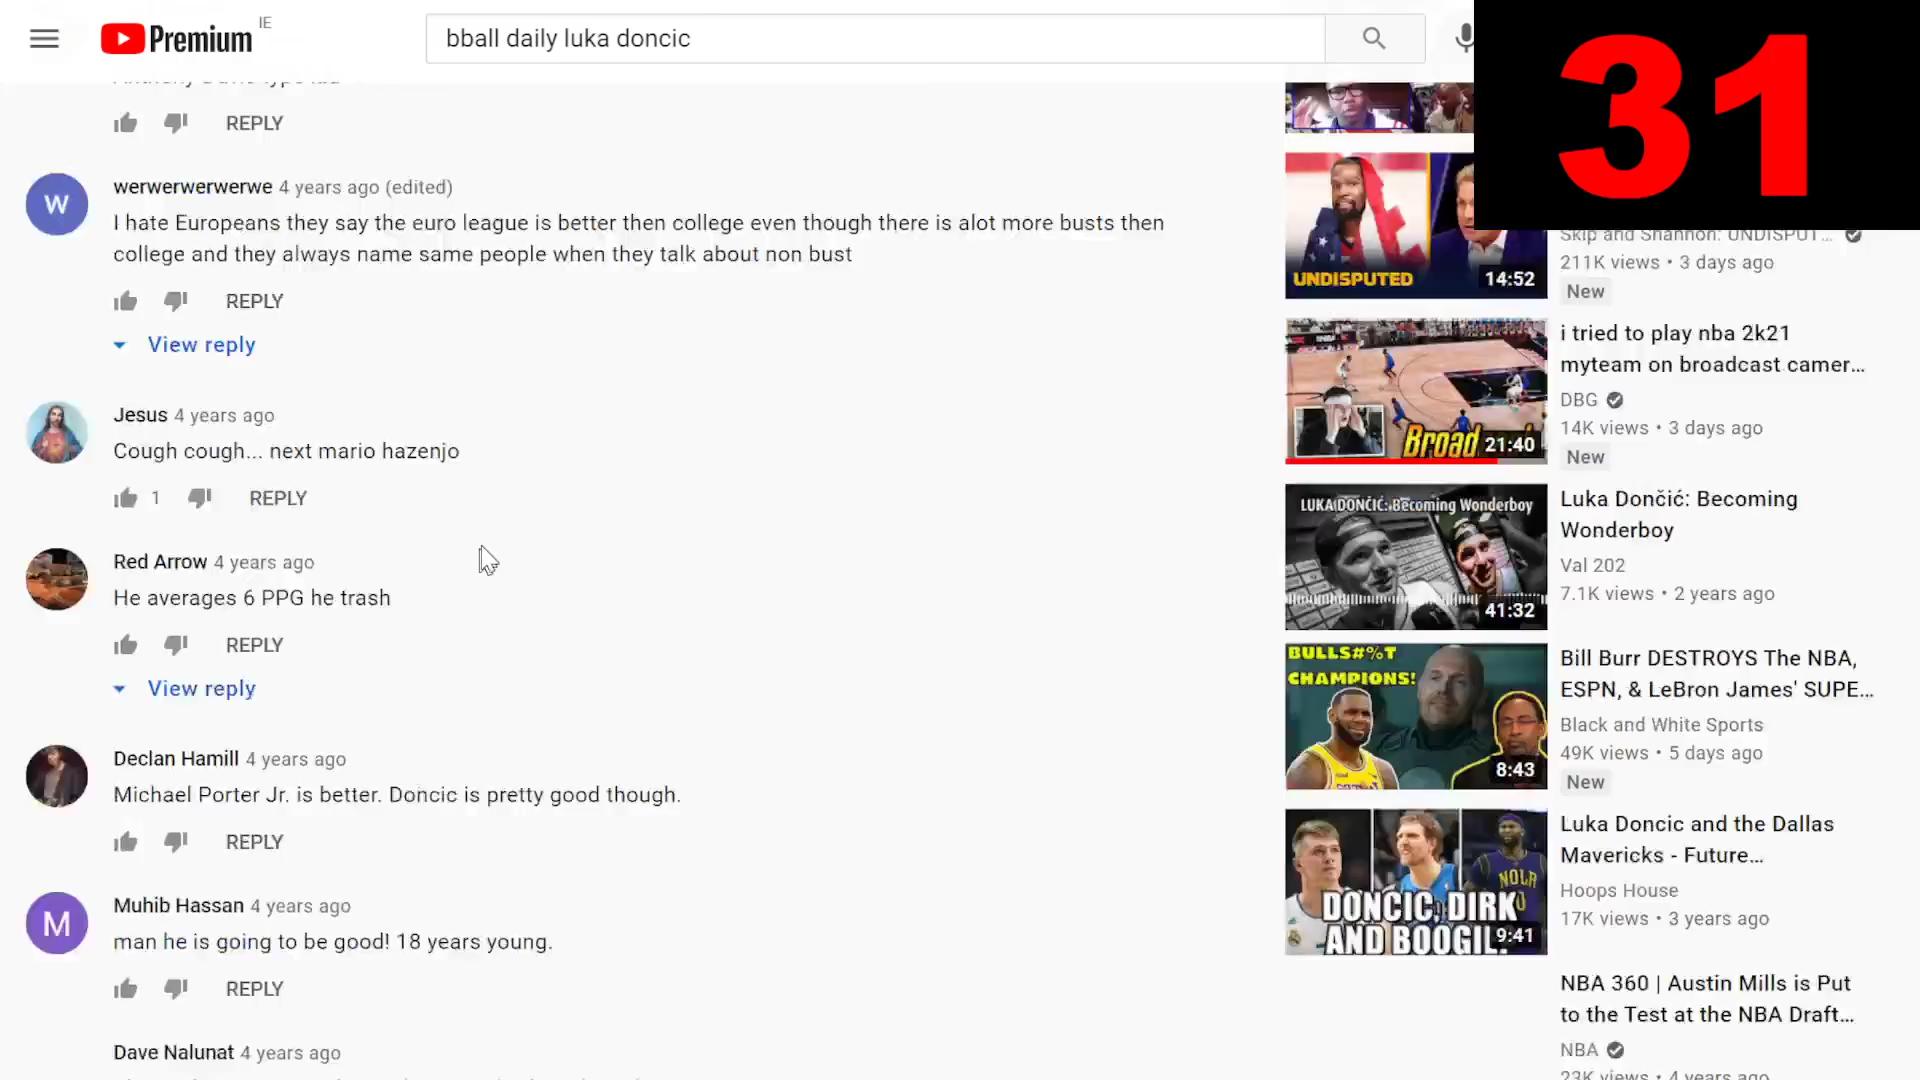 Premium
IE
bball daily luka doncic
31
REPLY
W
werwerwerwerwe 4 years ago (edited)
I hate Europeans they say the euro league is better then college even though there is alot more busts then
college and they always name same people when they talk about non bust
REPLY
View reply
Jesus 4 years ago
Cough cough... next mario hazenjo
1
REPLY
Red Arrow 4 years ago
He averages 6 PPG he trash
REPLY
View reply
Declan Hamill 4 years ago
Michael Porter Jr. is better. Doncic is pretty good though.
REPLY
M
Muhib Hassan 4 years ago
man he is going to be good! 18 years young.
REPLY
Dave Nalunat 4 years ago
UNDISPUTED
14:52
Skip and Shannon: UNDISPUT...
211K views • 3 days ago
New
Broad
21:40
i tried to play nba 2k21
myteam on broadcast camer...
DBG
14K views • 3 days ago
New
LUKA DONČIĆ: Becoming Wonderboy
41:32
Luka Dončić: Becoming
Wonderboy
Val 202
7.1K views • 2 years ago
BULLS#%T
CHAMPIONS!
8:43
Bill Burr DESTROYS The NBA,
ESPN, & LeBron James' SUPE...
Black and White Sports
49K views • 5 days ago
New
NOLA
DONCIC, DIRK
AND BOOGIE
9:41
Luka Doncic and the Dallas
Mavericks - Future...
Hoops House
17K views • 3 years ago
NBA 360 | Austin Mills is Put
to the Test at the NBA Draft...
NBA
23K views • 4 years ago